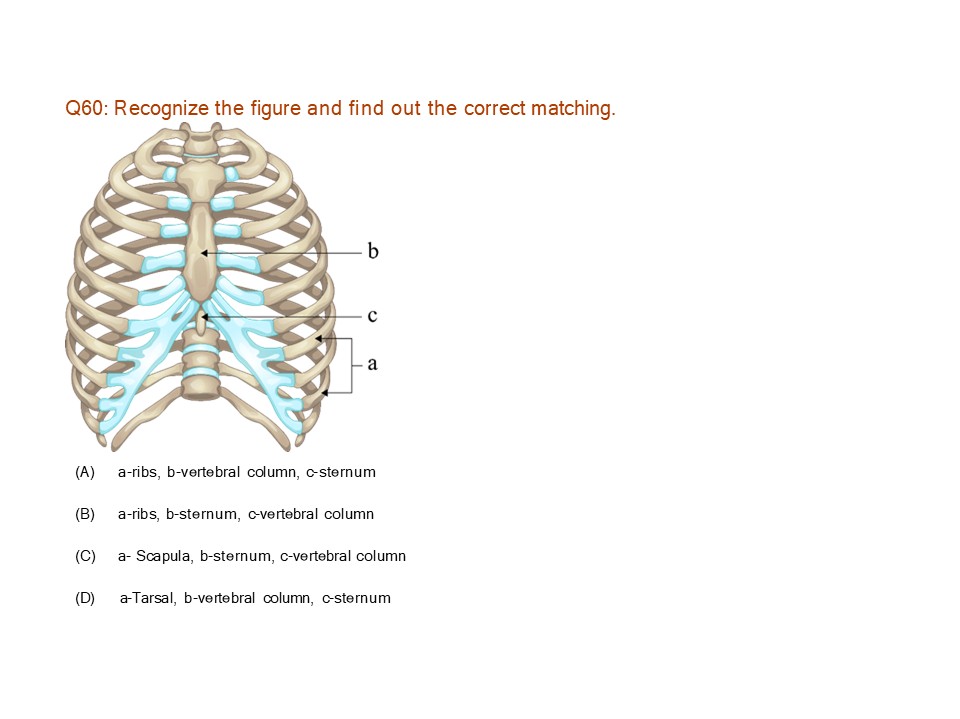 Q60: Recognize the figure and find out the correct matching.
b
c
a
(A) a-ribs, b-vertebral column, c-sternum
(B) a-ribs, b-sternum, c-vertebral column
(C) a- Scapula, b-sternum, c-vertebral column
(D) a-Tarsal, b-vertebral column, c-sternum